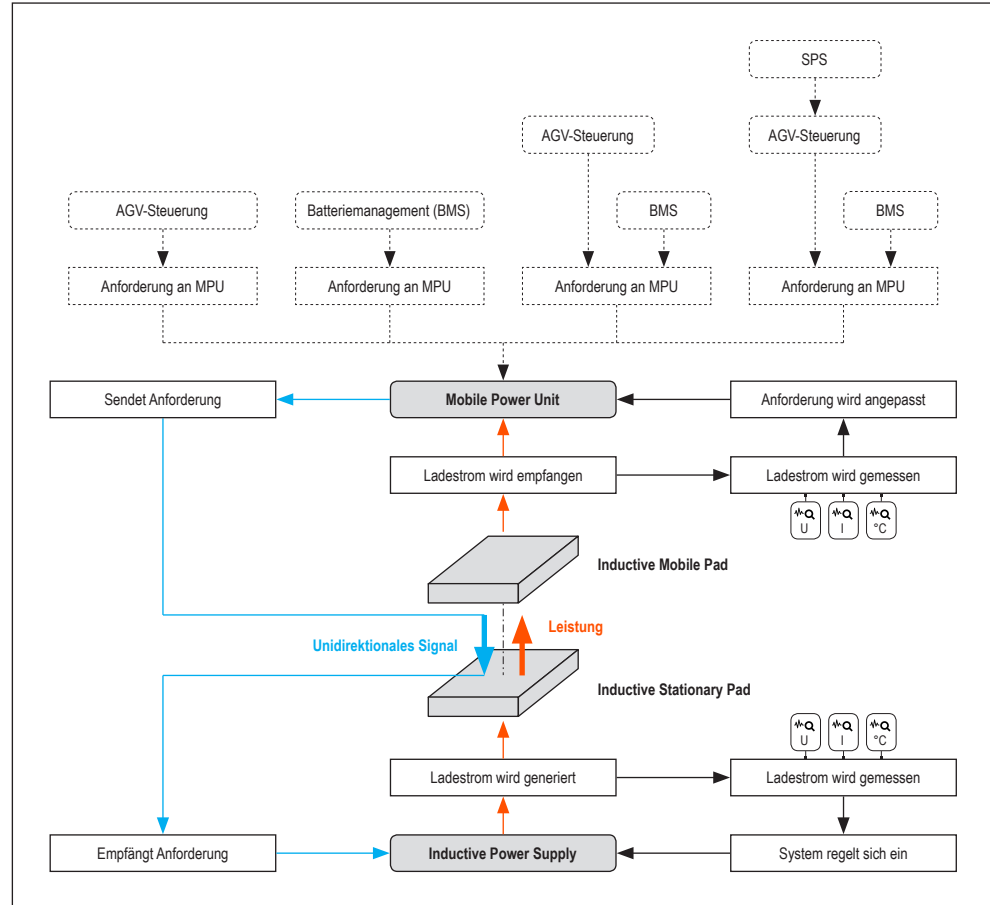 SPS
AGV-Steuerung
AGV-Steuerung
AGV-Steuerung
Batteriemanagement (BMS)
BMS
BMS
Anforderung an MPU
Anforderung an MPU
Anforderung an MPU
Anforderung an MPU
Sendet Anforderung
Mobile Power Unit
Anforderung wird angepasst
Ladestrom wird empfangen
Ladestrom wird gemessen
U
I
°C
Inductive Mobile Pad
Leistung
Unidirektionales Signal
Inductive Stationary Pad
U
I
°C
Ladestrom wird generiert
Ladestrom wird gemessen
Empfängt Anforderung
Inductive Power Supply
System regelt sich ein